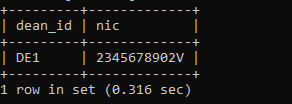 +---------+-------------+
| dean_id | nic         |
+---------+-------------+
| DE1     | 2345678902V |
+---------+-------------+
1 row in set (0.316 sec)